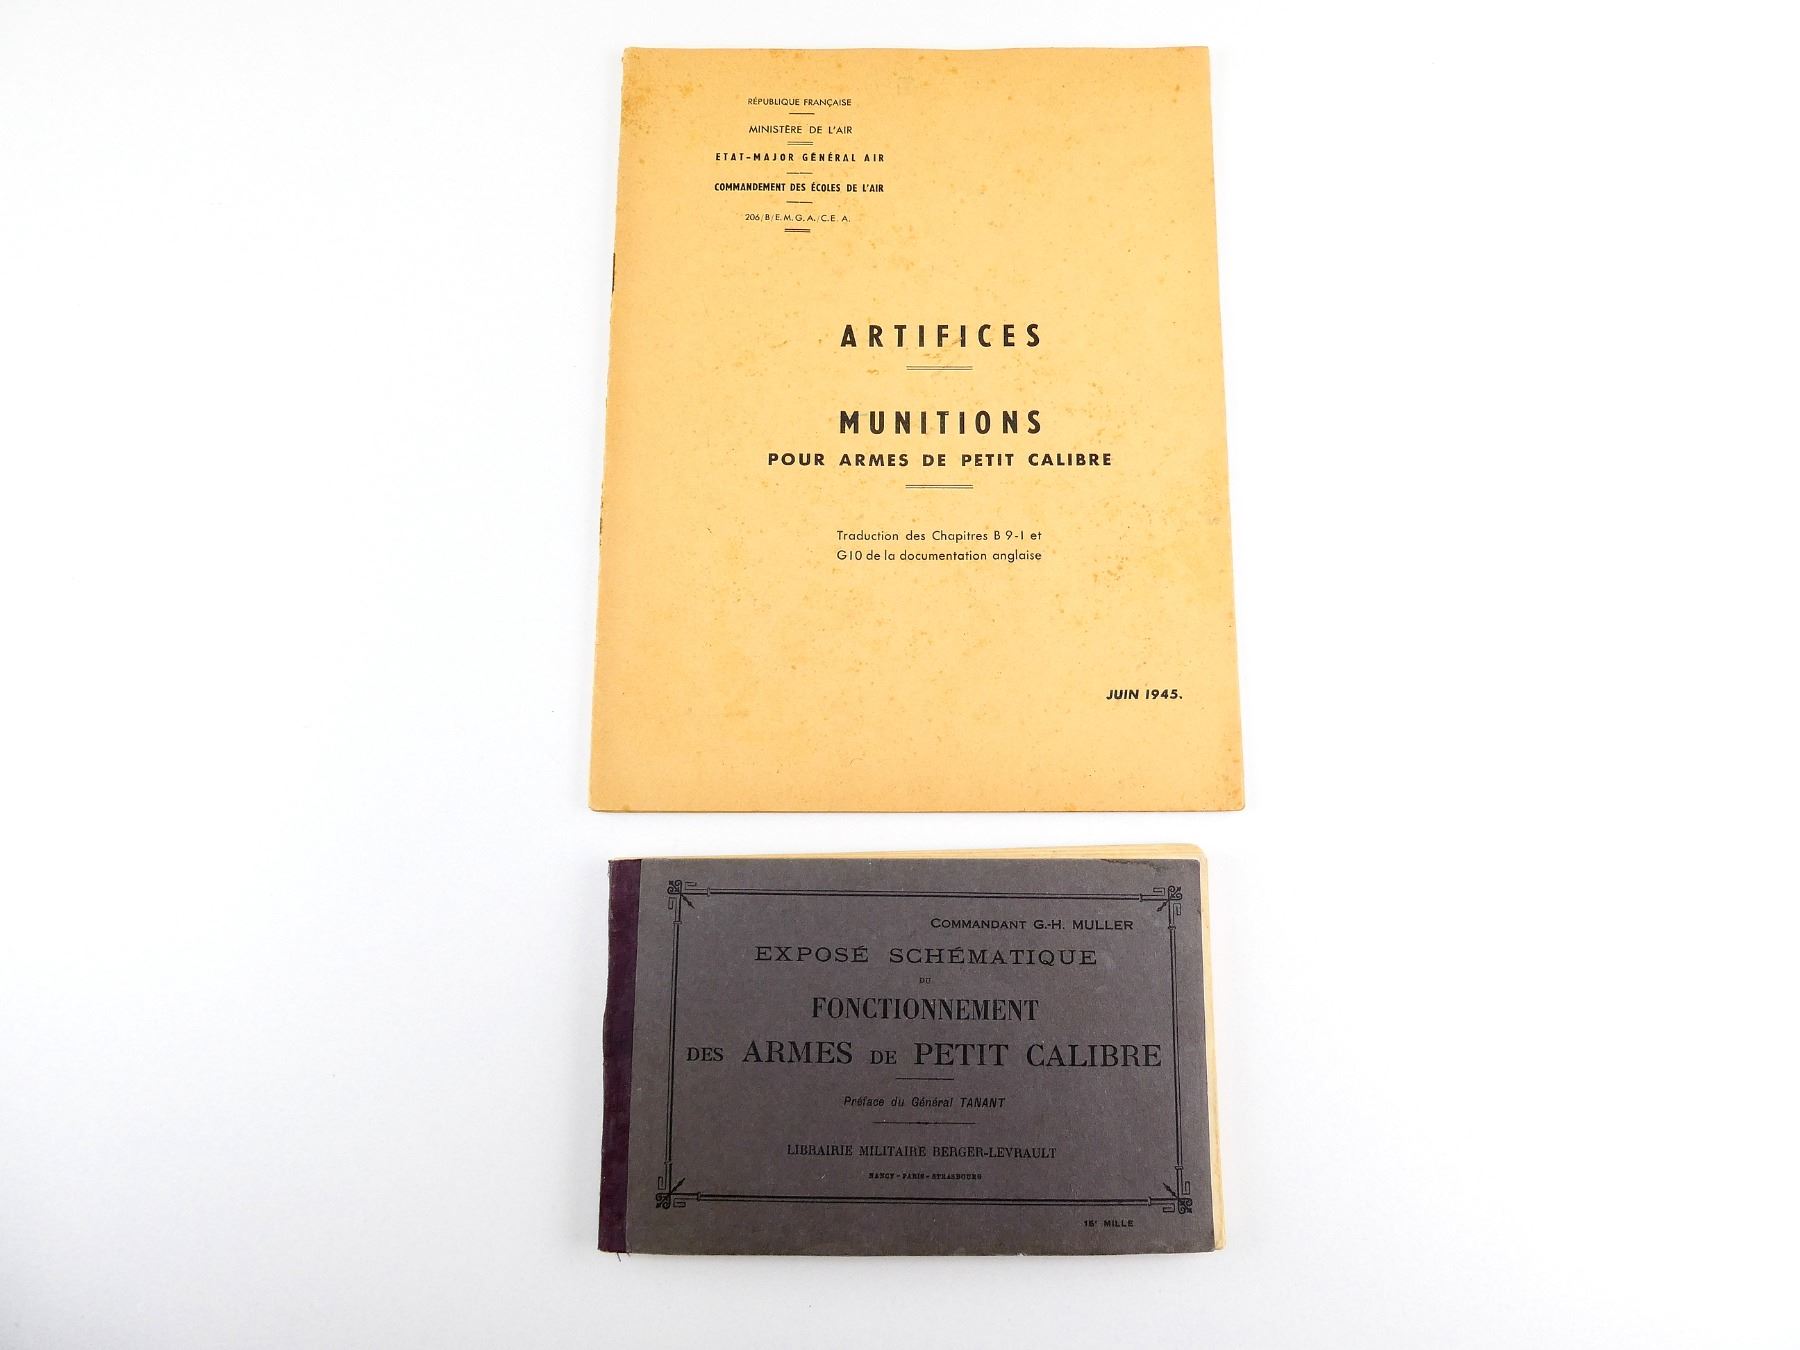 RÉPUBLIQUE FRANÇAISE
MINISTÈRE DE L'AIR
ETAT-MAJOR GÉNÉRAL AIR
COMMANDEMENT DES ÉCOLES DE L'AIR
206/B/E.M.G.A./C.E.A.
ARTIFICES
MUNITIONS
POUR ARMES DE PETIT CALIBRE
Traduction des Chapitres B 9-1 et
G10 de la documentation anglaise
JUIN 1945.
COMMANDANT G.-H. MULLER
EXPOSÉ SCHÉMATIQUE
DU
FONCTIONNEMENT
DES ARMES DE PETIT CALIBRE
Préface du Général TANANT
LIBRAIRIE MILITAIRE BERGER-LEVRAULT
NANCY-PARIS-STRASBOURG
16e MILLE